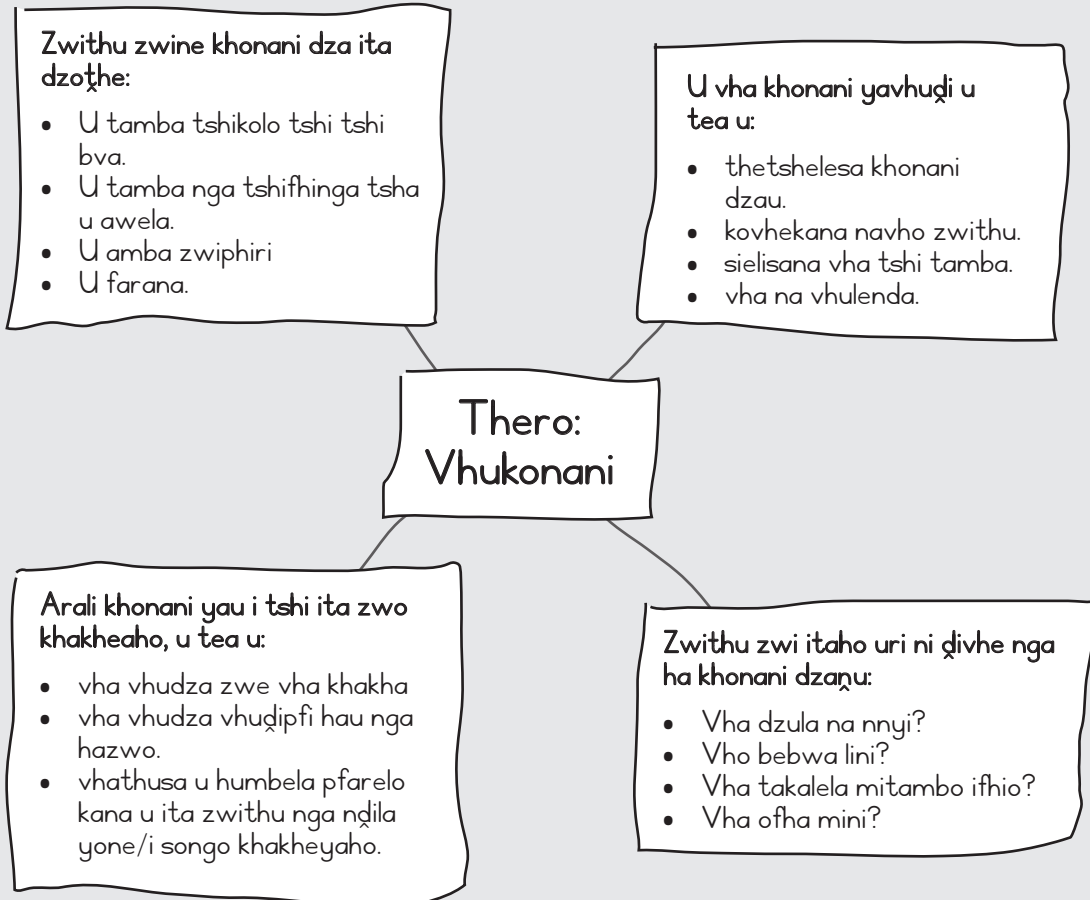 Zwithu zwine khonani dza ita
dzoṱhe:
• U tamba tshikolo tshi tshi
bva.
• U tamba nga tshifhinga tsha
u awela.
• U amba zwiphiri
• U farana.
U vha khonani yavhuḓi u
tea u:
• thetshelesa khonani
dzau.
• kovhekana navho zwithu.
• sielisana vha tshi tamba.
• vha na vhulenda.
Thero:
Vhukonani
Arali khonani yau i tshi ita zwo
khakheaho, u tea u:
• vha vhudza zwe vha khakha
• vha vhudza vhuḓipfi hau nga
hazwo.
• vhathusa u humbela pfarelo
kana u ita zwithu nga nḓila
yone/i songo khakheyaho.
Zwithu zwi itaho uri ni ḓivhe nga
ha khonani dzaṋu:
• Vha dzula na nnyi?
• Vho bebwa lini?
• Vha takalela mitambo ifhio?
• Vha ofha mini?